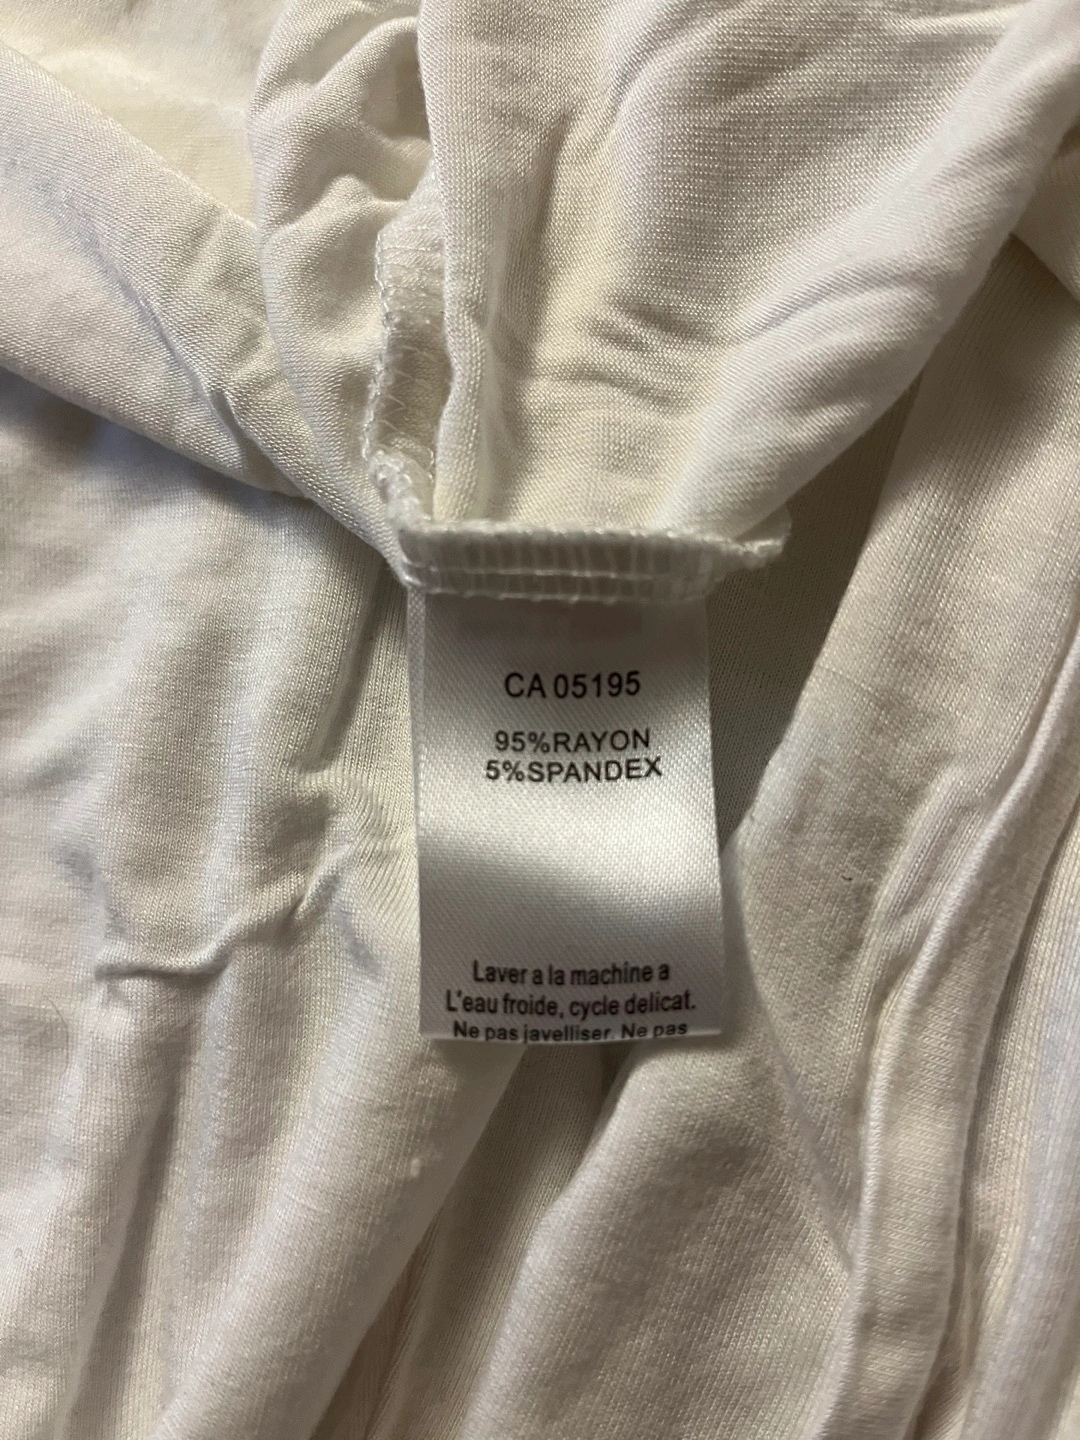 CA 05195
95%RAYON
5%SPANDEX
Laver a la machine a
L'eau froide, cycle delicat.
Ne pas javelliser. Ne pas